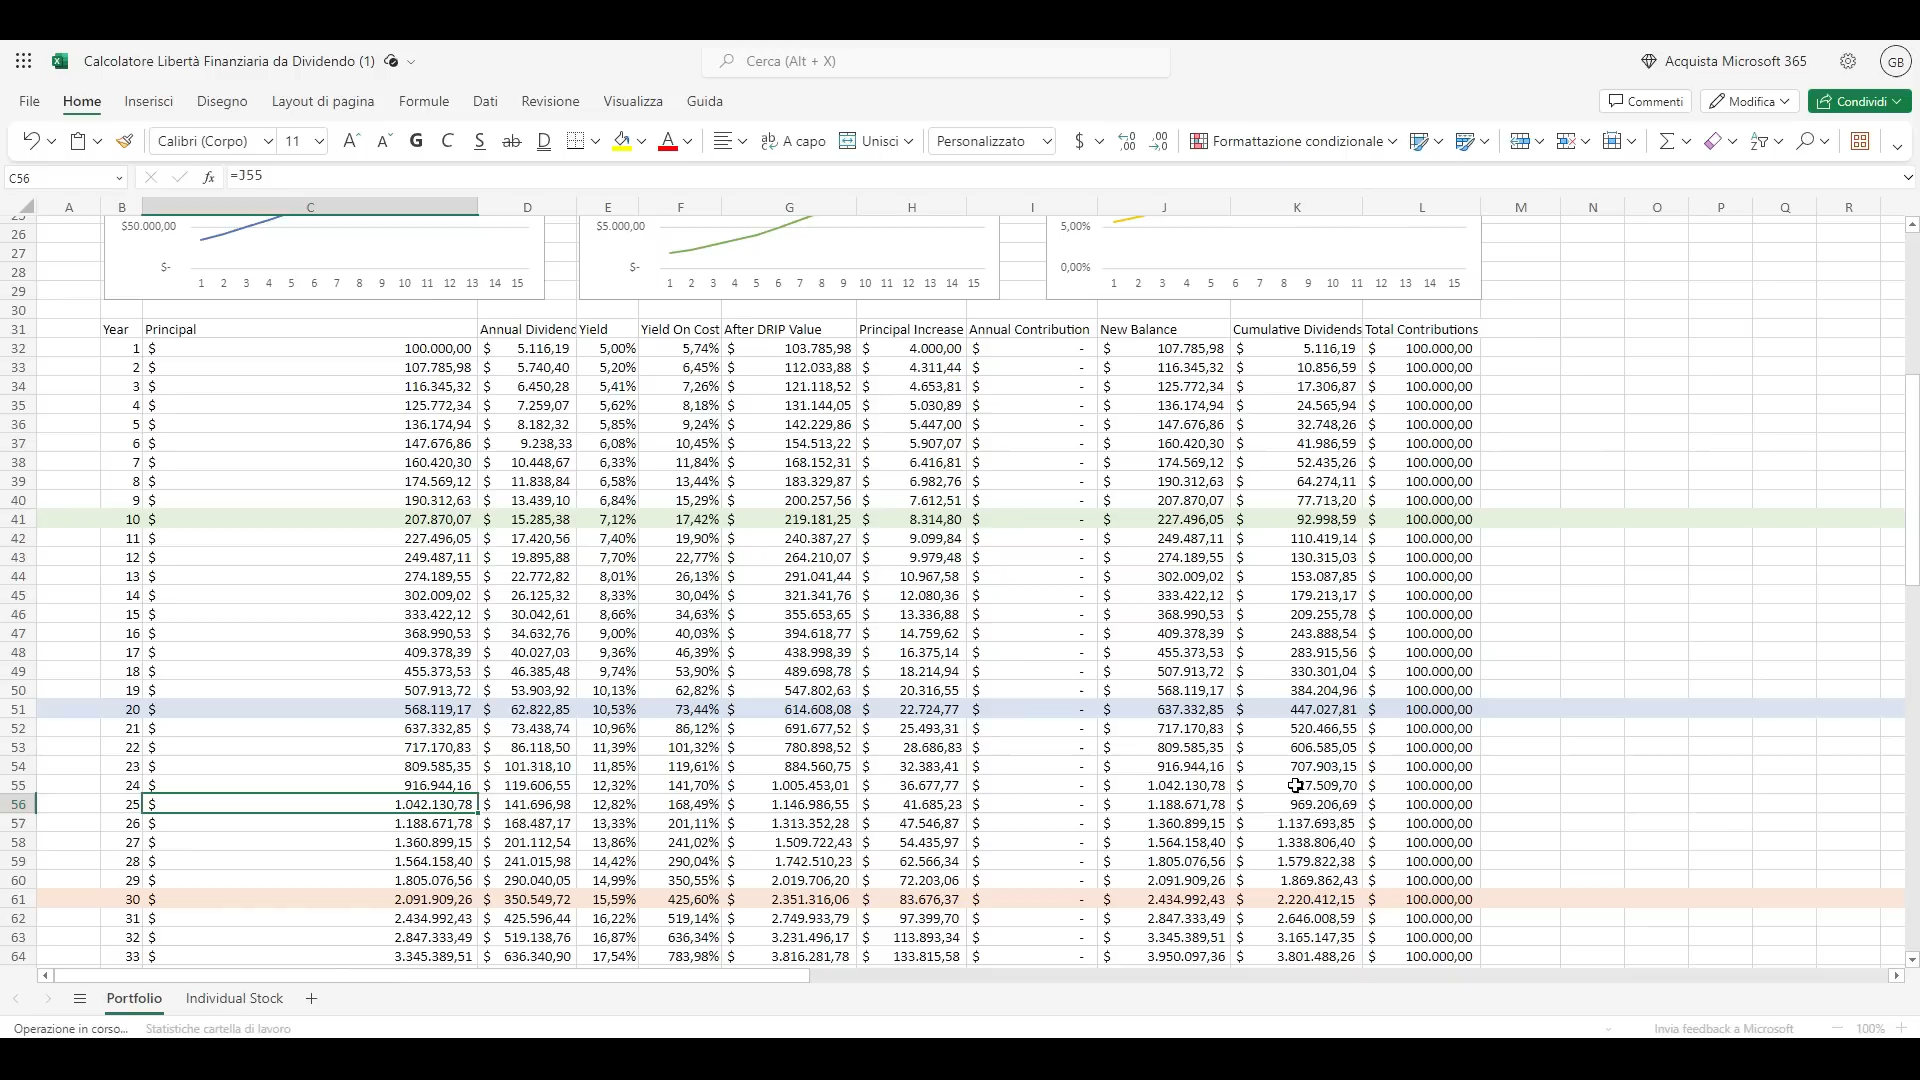 Calcolatore Libertà Finanziaria da Dividendo (1)
Cerca (Alt + X)
Acquista Microsoft 365
GB
File Home Inserisci Disegno Layout di pagina Formule Dati Revisione Visualizza Guida
Commenti Modifica Condividi
Calibri (Corpo) 11 A A G C S ab D A A capo Unisci Personalizzato $ Formattazione condizionale
C56 fx =J55
A B C D E F G H I J K L M N O P Q R
26 $50.000,00 $5.000,00 5,00%
27
28 $- $- 0,00%
29 1 2 3 4 5 6 7 8 9 10 11 12 13 14 15 1 2 3 4 5 6 7 8 9 10 11 12 13 14 15 1 2 3 4 5 6 7 8 9 10 11 12 13 14 15
30
31 Year Principal Annual Dividend Yield Yield On Cost After DRIP Value Principal Increase Annual Contribution New Balance Cumulative Dividends Total Contributions
32 1 $ 100.000,00 $ 5.116,19 5,00% 5,74% $ 103.785,98 $ 4.000,00 $ - $ 107.785,98 $ 5.116,19 $ 100.000,00
33 2 $ 107.785,98 $ 5.740,40 5,20% 6,45% $ 112.033,88 $ 4.311,44 $ - $ 116.345,32 $ 10.856,59 $ 100.000,00
34 3 $ 116.345,32 $ 6.450,28 5,41% 7,26% $ 121.118,52 $ 4.653,81 $ - $ 125.772,34 $ 17.306,87 $ 100.000,00
35 4 $ 125.772,34 $ 7.259,07 5,62% 8,18% $ 131.144,05 $ 5.030,89 $ - $ 136.174,94 $ 24.565,94 $ 100.000,00
36 5 $ 136.174,94 $ 8.182,32 5,85% 9,24% $ 142.229,86 $ 5.447,00 $ - $ 147.676,86 $ 32.748,26 $ 100.000,00
37 6 $ 147.676,86 $ 9.238,33 6,08% 10,45% $ 154.513,22 $ 5.907,07 $ - $ 160.420,30 $ 41.986,59 $ 100.000,00
38 7 $ 160.420,30 $ 10.448,67 6,33% 11,84% $ 168.152,31 $ 6.416,81 $ - $ 174.569,12 $ 52.435,26 $ 100.000,00
39 8 $ 174.569,12 $ 11.838,84 6,58% 13,44% $ 183.329,87 $ 6.982,76 $ - $ 190.312,63 $ 64.274,11 $ 100.000,00
40 9 $ 190.312,63 $ 13.439,10 6,84% 15,29% $ 200.257,56 $ 7.612,51 $ - $ 207.870,07 $ 77.713,20 $ 100.000,00
41 10 $ 207.870,07 $ 15.285,38 7,12% 17,42% $ 219.181,25 $ 8.314,80 $ - $ 227.496,05 $ 92.998,59 $ 100.000,00
42 11 $ 227.496,05 $ 17.420,56 7,40% 19,90% $ 240.387,27 $ 9.099,84 $ - $ 249.487,11 $ 110.419,14 $ 100.000,00
43 12 $ 249.487,11 $ 19.895,88 7,70% 22,77% $ 264.210,07 $ 9.979,48 $ - $ 274.189,55 $ 130.315,03 $ 100.000,00
44 13 $ 274.189,55 $ 22.772,82 8,01% 26,13% $ 291.041,44 $ 10.967,58 $ - $ 302.009,02 $ 153.087,85 $ 100.000,00
45 14 $ 302.009,02 $ 26.125,32 8,33% 30,04% $ 321.341,76 $ 12.080,36 $ - $ 333.422,12 $ 179.213,17 $ 100.000,00
46 15 $ 333.422,12 $ 30.042,61 8,66% 34,63% $ 355.653,65 $ 13.336,88 $ - $ 368.990,53 $ 209.255,78 $ 100.000,00
47 16 $ 368.990,53 $ 34.632,76 9,00% 40,03% $ 394.618,77 $ 14.759,62 $ - $ 409.378,39 $ 243.888,54 $ 100.000,00
48 17 $ 409.378,39 $ 40.027,03 9,36% 46,39% $ 438.998,39 $ 16.375,14 $ - $ 455.373,53 $ 283.915,56 $ 100.000,00
49 18 $ 455.373,53 $ 46.385,48 9,74% 53,90% $ 489.698,78 $ 18.214,94 $ - $ 507.913,72 $ 330.301,04 $ 100.000,00
50 19 $ 507.913,72 $ 53.903,92 10,13% 62,82% $ 547.802,63 $ 20.316,55 $ - $ 568.119,17 $ 384.204,96 $ 100.000,00
51 20 $ 568.119,17 $ 62.822,85 10,53% 73,44% $ 614.608,08 $ 22.724,77 $ - $ 637.332,85 $ 447.027,81 $ 100.000,00
52 21 $ 637.332,85 $ 73.438,74 10,96% 86,12% $ 691.677,52 $ 25.493,31 $ - $ 717.170,83 $ 520.466,55 $ 100.000,00
53 22 $ 717.170,83 $ 86.118,50 11,39% 101,32% $ 780.898,52 $ 28.686,83 $ - $ 809.585,35 $ 606.585,05 $ 100.000,00
54 23 $ 809.585,35 $ 101.318,10 11,85% 119,61% $ 884.560,75 $ 32.383,41 $ - $ 916.944,16 $ 707.903,15 $ 100.000,00
55 24 $ 916.944,16 $ 119.606,55 12,32% 141,70% $ 1.005.453,01 $ 36.677,77 $ - $ 1.042.130,78 $ 7.509,70 $ 100.000,00
56 25 $ 1.042.130,78 $ 141.696,98 12,82% 168,49% $ 1.146.986,55 $ 41.685,23 $ - $ 1.188.671,78 $ 969.206,69 $ 100.000,00
57 26 $ 1.188.671,78 $ 168.487,17 13,33% 201,11% $ 1.313.352,28 $ 47.546,87 $ - $ 1.360.899,15 $ 1.137.693,85 $ 100.000,00
58 27 $ 1.360.899,15 $ 201.112,54 13,86% 241,02% $ 1.509.722,43 $ 54.435,97 $ - $ 1.564.158,40 $ 1.338.806,40 $ 100.000,00
59 28 $ 1.564.158,40 $ 241.015,98 14,42% 290,04% $ 1.742.510,23 $ 62.566,34 $ - $ 1.805.076,56 $ 1.579.822,38 $ 100.000,00
60 29 $ 1.805.076,56 $ 290.040,05 14,99% 350,55% $ 2.019.706,20 $ 72.203,06 $ - $ 2.091.909,26 $ 1.869.862,43 $ 100.000,00
61 30 $ 2.091.909,26 $ 350.549,72 15,59% 425,60% $ 2.351.316,06 $ 83.676,37 $ - $ 2.434.992,43 $ 2.220.412,15 $ 100.000,00
62 31 $ 2.434.992,43 $ 425.596,44 16,22% 519,14% $ 2.749.933,79 $ 97.399,70 $ - $ 2.847.333,49 $ 2.646.008,59 $ 100.000,00
63 32 $ 2.847.333,49 $ 519.138,76 16,87% 636,34% $ 3.231.496,17 $ 113.893,34 $ - $ 3.345.389,51 $ 3.165.147,35 $ 100.000,00
64 33 $ 3.345.389,51 $ 636.340,90 17,54% 783,98% $ 3.816.281,78 $ 133.815,58 $ - $ 3.950.097,36 $ 3.801.488,26 $ 100.000,00
Portfolio Individual Stock +
Operazione in corso... Statistiche cartella di lavoro Invia feedback a Microsoft 100%